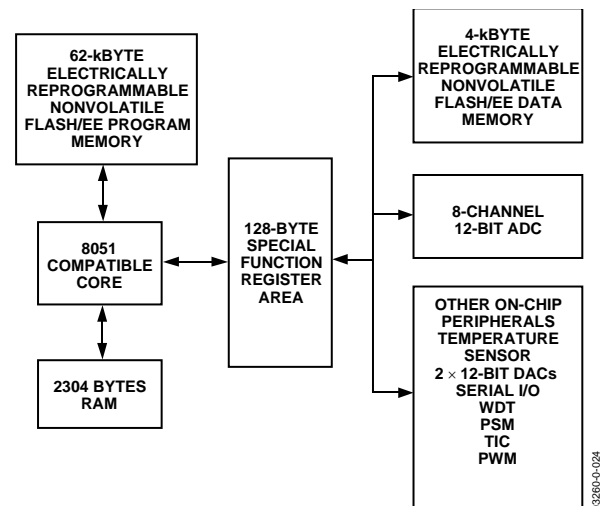 62-kBYTE
ELECTRICALLY
REPROGRAMMABLE
NONVOLATILE
FLASH/EE PROGRAM
MEMORY
8051
COMPATIBLE
CORE
2304 BYTES
RAM
128-BYTE
SPECIAL
FUNCTION
REGISTER
AREA
4-kBYTE
ELECTRICALLY
REPROGRAMMABLE
NONVOLATILE
FLASH/EE DATA
MEMORY
8-CHANNEL
12-BIT ADC
OTHER ON-CHIP
PERIPHERALS
TEMPERATURE
SENSOR
2 × 12-BIT DACs
SERIAL I/O
WDT
PSM
TIC
PWM
03260-0-024